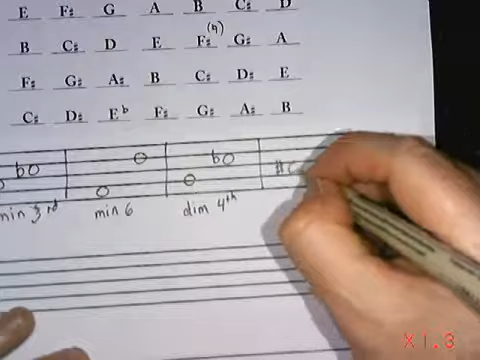 E F♯ G A B C♯ D
(♮)
B C♯ D E F♯ G♯ A
F♯ G♯ A♯ B C♯ D♯ E
C♯ D♯ E♭ F♯ G♯ A♯ B
min 3rd min 6 dim 4th
x1.3